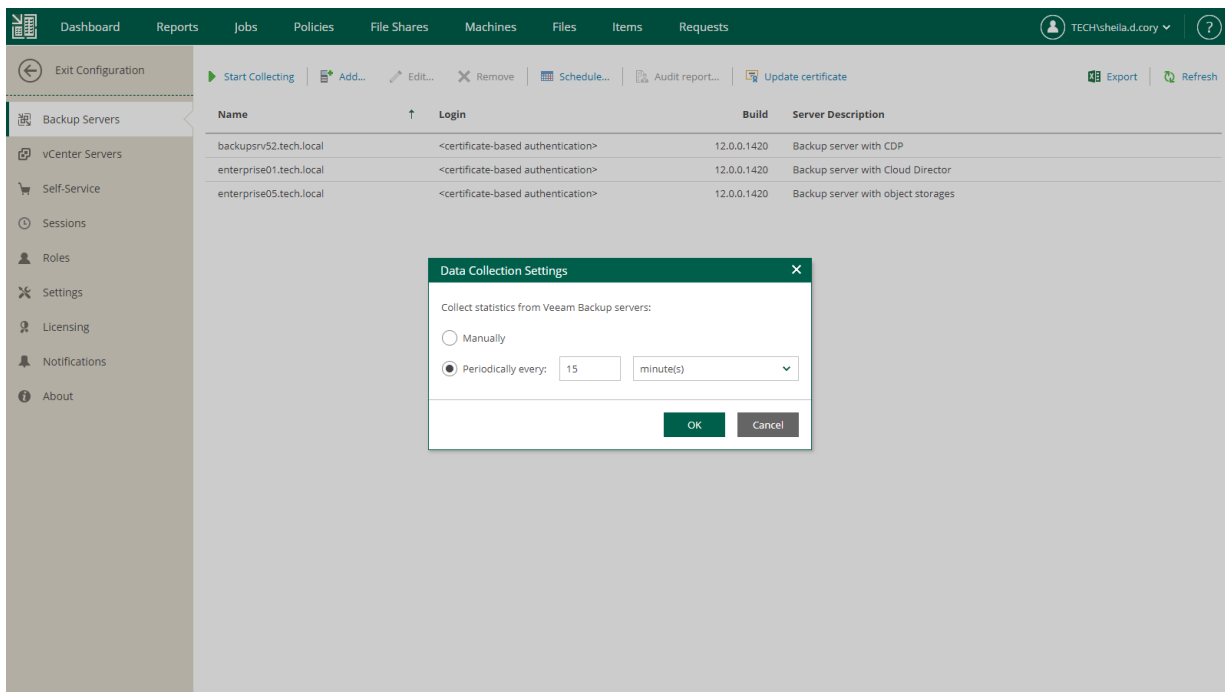 Dashboard Reports Jobs Policies File Shares Machines Files Items Requests TECH\sheila.d.cory ?
Exit Configuration
Backup Servers
vCenter Servers
Self-Service
Sessions
Roles
Settings
Licensing
Notifications
About
Start Collecting Add... Edit... Remove Schedule... Audit report... Update certificate Export Refresh
Name ↑ Login Build Server Description
backupsrv52.tech.local <certificate-based authentication> 12.0.0.1420 Backup server with CDP
enterprise01.tech.local <certificate-based authentication> 12.0.0.1420 Backup server with Cloud Director
enterprise05.tech.local <certificate-based authentication> 12.0.0.1420 Backup server with object storages
Data Collection Settings
Collect statistics from Veeam Backup servers:
Manually
Periodically every: 15 minute(s)
OK Cancel